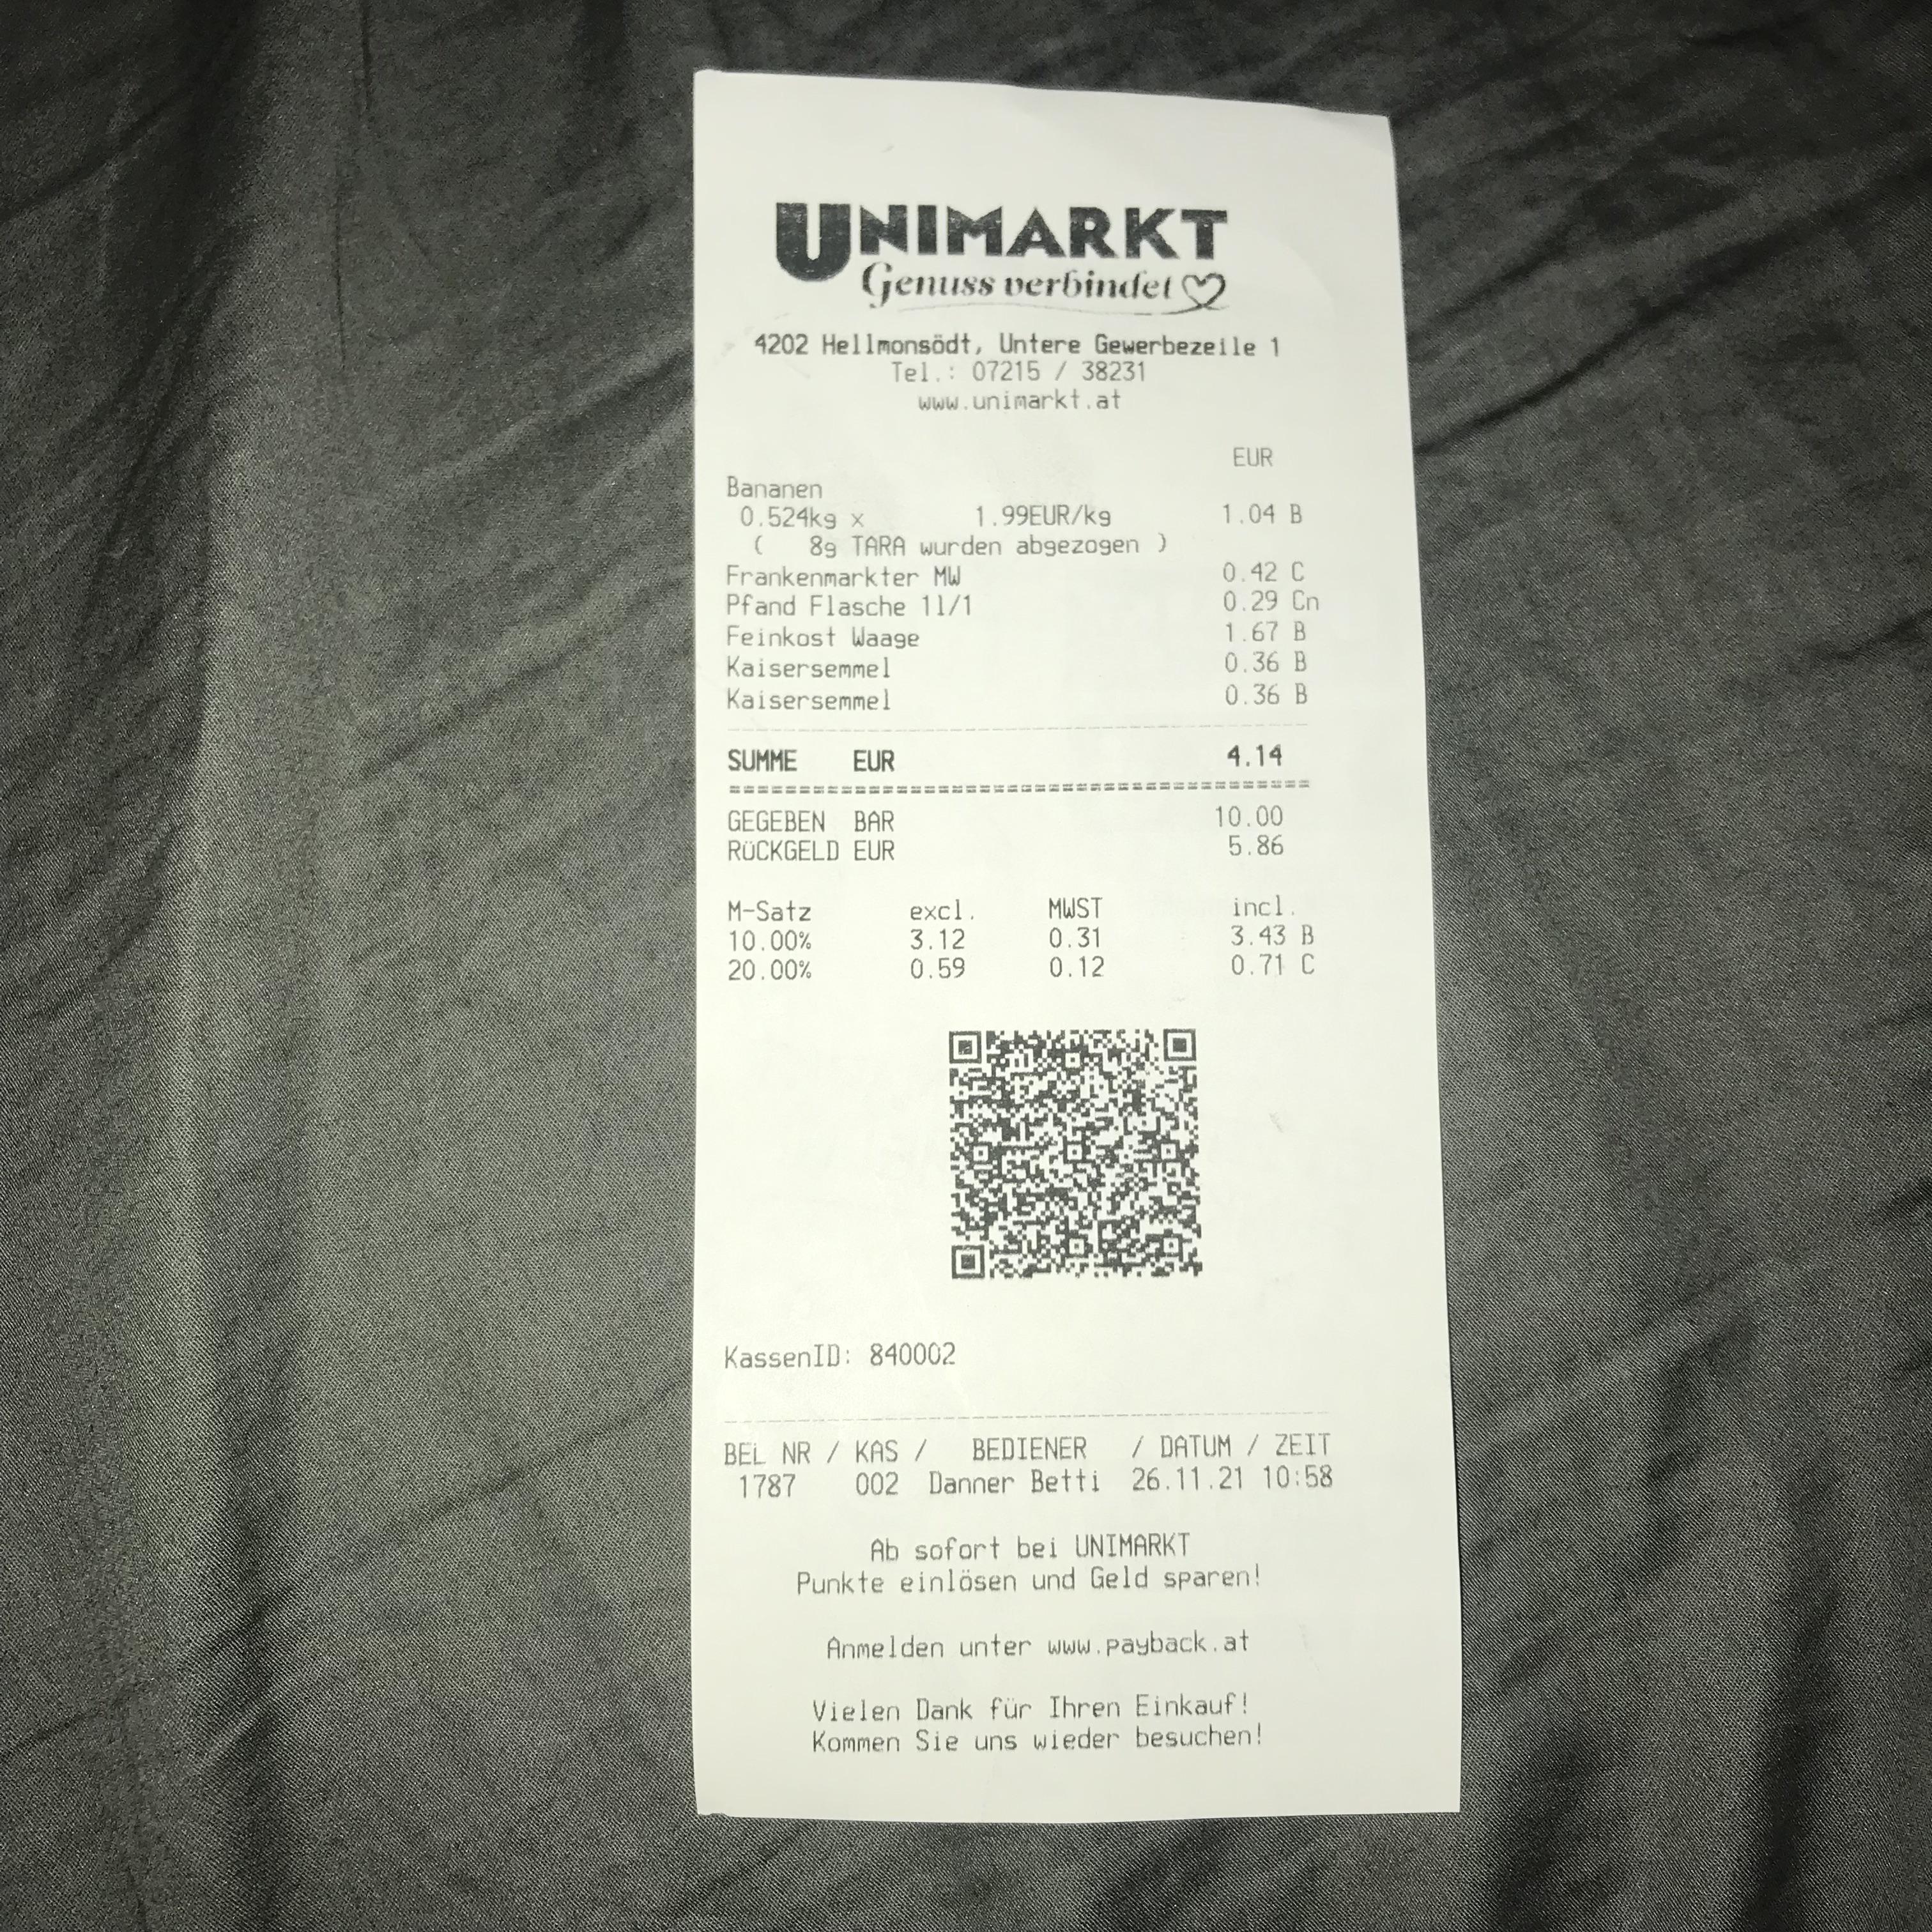 UNIMARKT
Genuss verbindet
4202 Hellmonsödt, Untere Gewerbezeile 1
Tel.: 07215 / 38231
www.unimarkt.at
EUR
Bananen
0.524kg x 1.99EUR/kg 1.04 B
( 8g TARA wurden abgezogen )
Frankenmarkter MW 0.42 C
Pfand Flasche 1l/1 0.29 Cn
Feinkost Waage 1.67 B
Kaisersemmel 0.36 B
Kaisersemmel 0.36 B
SUMME EUR 4.14
GEGEBEN BAR 10.00
RüCKGELD EUR 5.86
M-Satz excl. MWST incl.
10.00% 3.12 0.31 3.43 B
20.00% 0.59 0.12 0.71 C
KassenID: 840002
BEL NR / KAS / BEDIENER / DATUM / ZEIT
1787 002 Danner Betti 26.11.21 10:58
Ab sofort bei UNIMARKT
Punkte einlösen und Geld sparen!
Anmelden unter www.payback.at
Vielen Dank für Ihren Einkauf!
Kommen Sie uns wieder besuchen!